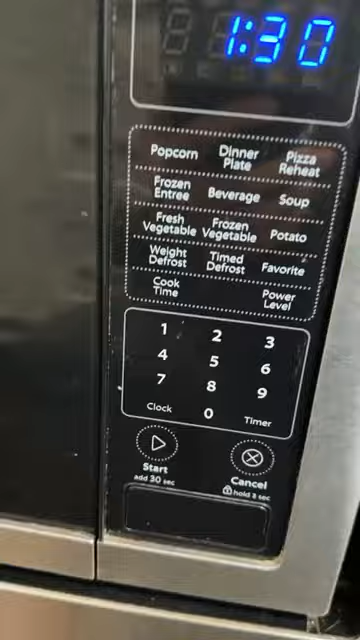 1:30
Popcorn Dinner Plate Pizza Reheat
Frozen Entree Beverage Soup
Fresh Vegetable Frozen Vegetable Potato
Weight Defrost Timed Defrost Favorite
Cook Time Power Level
1 2 3
4 5 6
7 8 9
Clock 0 Timer
Start Cancel
add 30 sec hold 3 sec